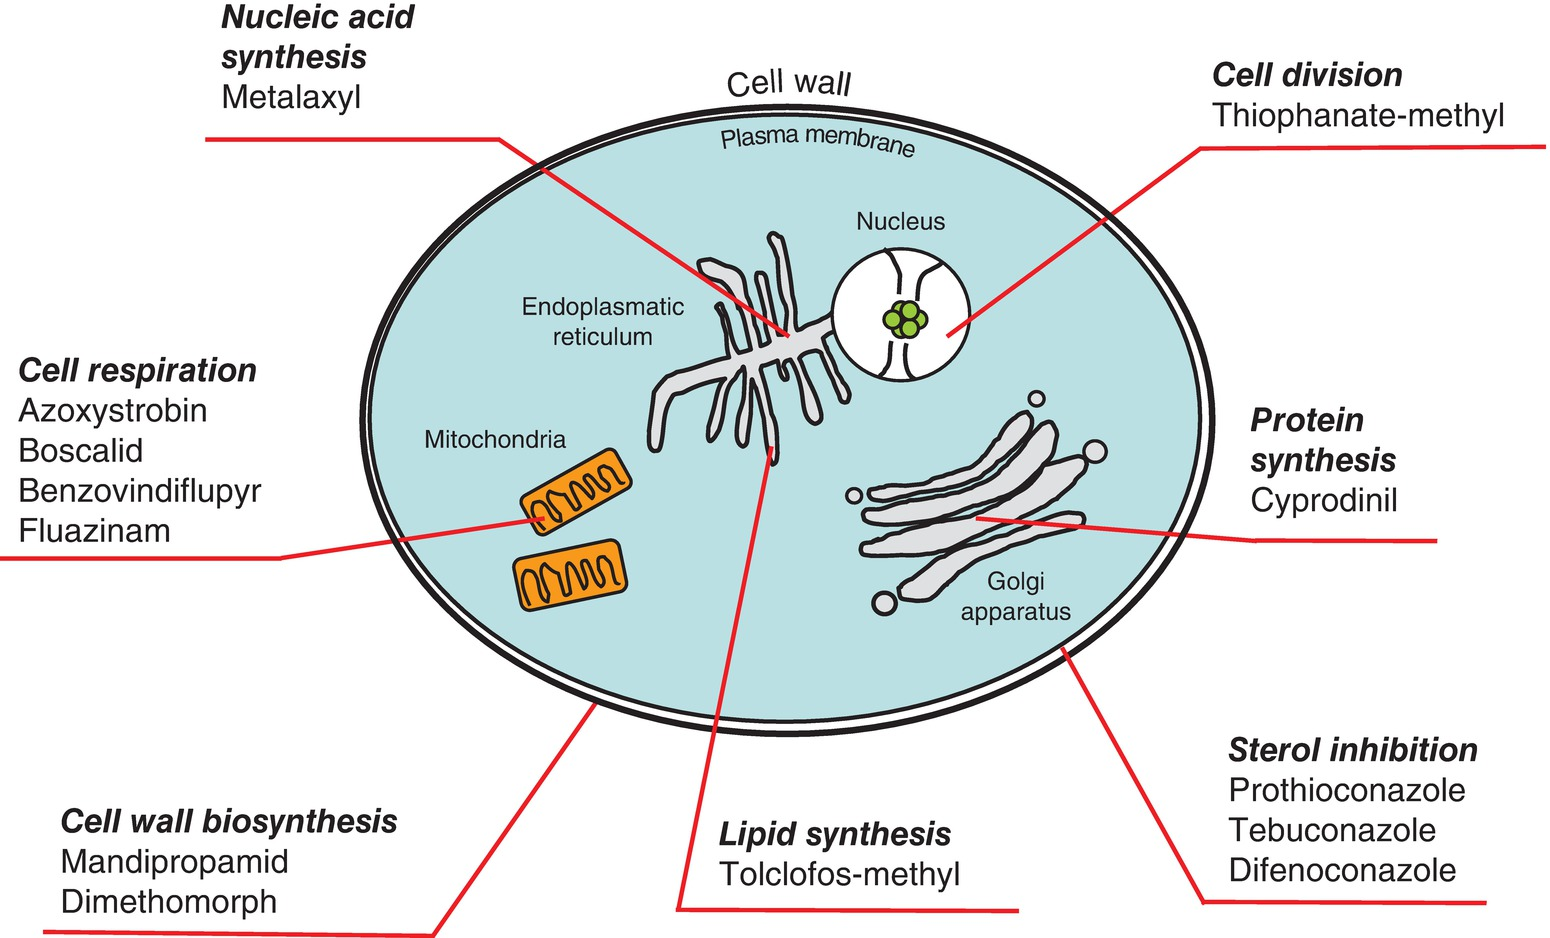 Nucleic acid
synthesis
Metalaxyl
Cell wall
Plasma membrane
Cell division
Thiophanate-methyl
Nucleus
Endoplasmatic
reticulum
Cell respiration
Azoxystrobin
Boscalid
Benzovindiflupyr
Fluazinam
Mitochondria
Protein
synthesis
Cyprodinil
Golgi
apparatus
Cell wall biosynthesis
Mandipropamid
Dimethomorph
Lipid synthesis
Tolclofos-methyl
Sterol inhibition
Prothioconazole
Tebuconazole
Difenoconazole